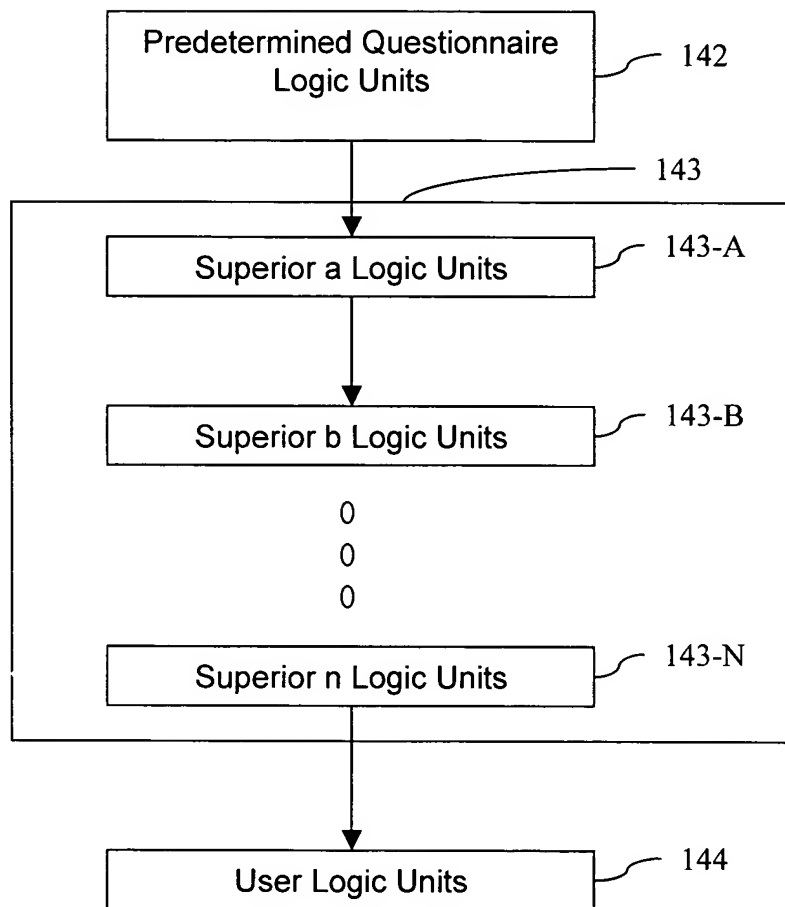 Predetermined Questionnaire
Logic Units
142
143
Superior a Logic Units
143-A
Superior b Logic Units
143-B
0
0
0
Superior n Logic Units
143-N
User Logic Units
144